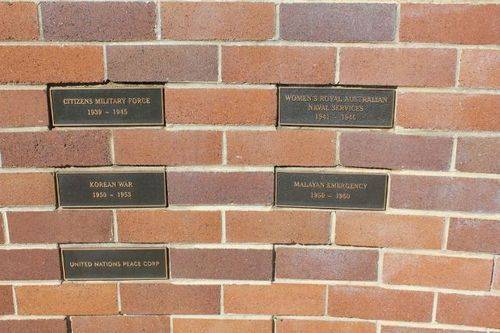 CITIZENS MILITARY FORCE
1939 - 1945
WOMEN'S ROYAL AUSTRALIAN
NAVAL SERVICES
1941 - 1946
KOREAN WAR
1950 - 1953
MALAYAN EMERGENCY
1950 - 1960
UNITED NATIONS PEACE CORP